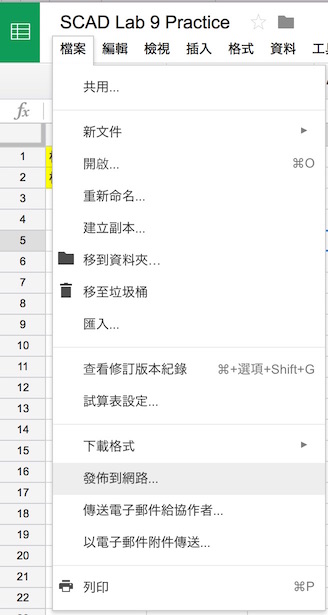 SCAD Lab 9 Practice
檔案 編輯 檢視 插入 格式 資料
共用...
fx
新文件
1
開啟... ⌘O
2
重新命名...
3
4
建立副本...
5
6
移到資料夾...
7
移至垃圾桶
8
匯入...
9
10
查看修訂版本紀錄 ⌘+選項+Shift+G
11
12
試算表設定...
13
14
下載格式
15
16
發佈到網路...
17
傳送電子郵件給協作者...
18
19
以電子郵件附件傳送...
20
21
列印 ⌘P
22